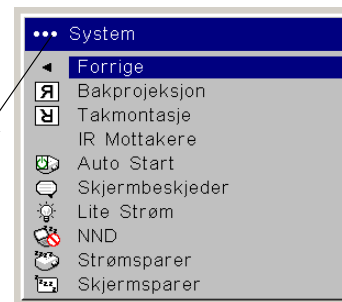 System
Forrige
Bakprojeksjon
Takmontasje
IR Mottakere
Auto Start
Skjermbeskjeder
Lite Strøm
NND
Strømsparer
Skjermsparer